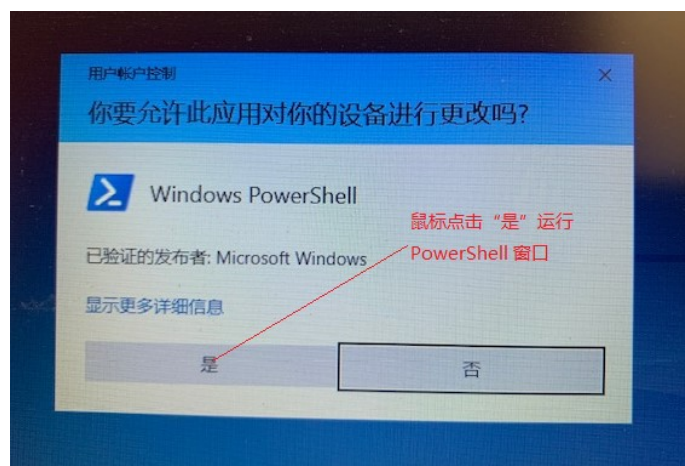 用户帐户控制
你要允许此应用对你的设备进行更改吗?
Windows PowerShell
鼠标点击“是”运行
PowerShell 窗口
已验证的发布者: Microsoft Windows
显示更多详细信息
是
否